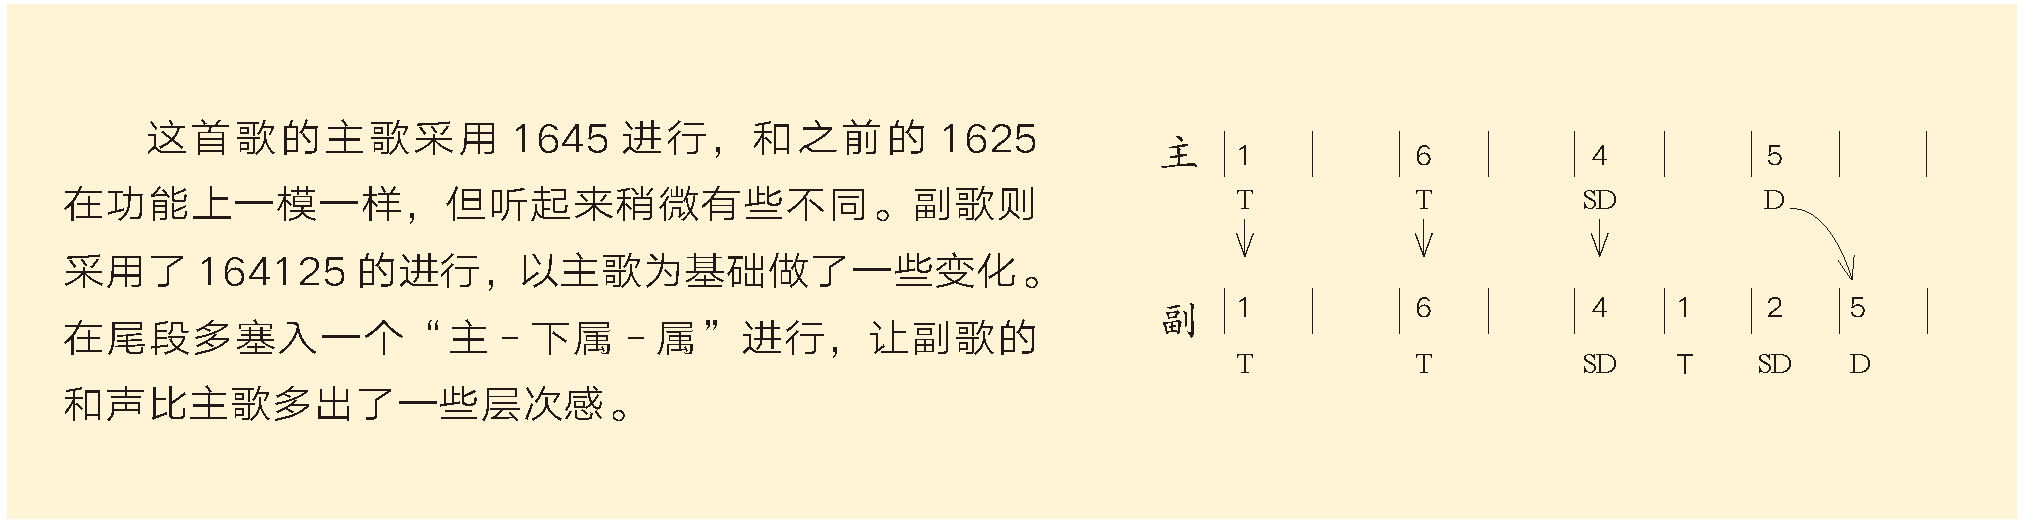 这首歌的主歌采用 1645 进行，和之前的 1625
在功能上一模一样，但听起来稍微有些不同。副歌则
采用了 164125 的进行，以主歌为基础做了一些变化。
在尾段多塞入一个“主 - 下属 - 属”进行，让副歌的
和声比主歌多出了一些层次感。
主 | 1 | | 6 | | 4 | | 5 | |
T T SD D
副 | 1 | | 6 | | 4 | 1 | 2 | 5 |
T T SD T SD D